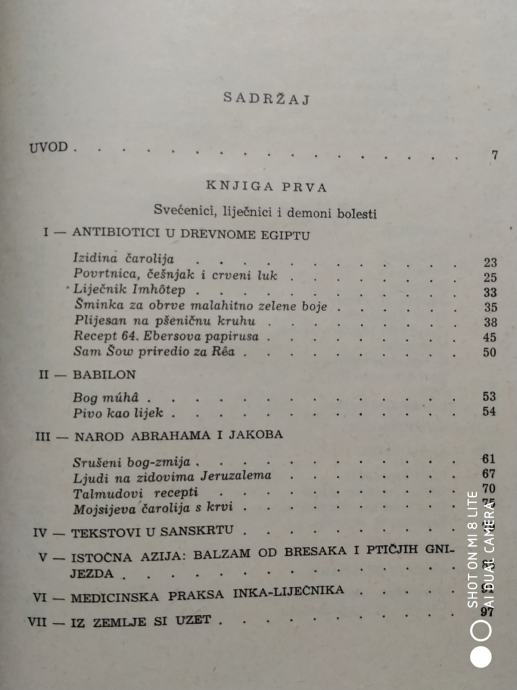 SADRŽAJ
UVOD . . . . . . . . . . . . . . . . 7
KNJIGA PRVA
Svećenici, liječnici i demoni bolesti
I — ANTIBIOTICI U DREVNOME EGIPTU
Izidina čarolija . . . . . . . . . . 23
Povrtnica, češnjak i crveni luk . . . . . . . 25
Liječnik Imhôtep . . . . . . . . . . 33
Šminka za obrve malahitno zelene boje . . . . . 35
Plijesan na pšeničnu kruhu . . . . . . . . 38
Recept 64. Ebersova papirusa . . . . . . . 45
Sam Šow priredio za Rêa . . . . . . . . 50
II — BABILON
Bog múhâ . . . . . . . . . . . 53
Pivo kao lijek . . . . . . . . . . . 54
III — NAROD ABRAHAMA I JAKOBA
Srušeni bog-zmija . . . . . . . . . . 61
Ljudi na zidovima Jeruzalema . . . . . . . 67
Talmudovi recepti . . . . . . . . . . 70
Mojsijeva čarolija s krvi . . . . . . . . .
IV — TEKSTOVI U SANSKRTU . . . . . . . .
V — ISTOČNA AZIJA: BALZAM OD BRESAKA I PTIČJIH GNI-
JEZDA . . . . . . . . . . . . .
VI — MEDICINSKA PRAKSA INKA-LIJEČNIKA . . . . .
VII — IZ ZEMLJE SI UZET . . . . . . . . . 97
SHOT ON MI 8 LITE
AI DUAL CAMERA